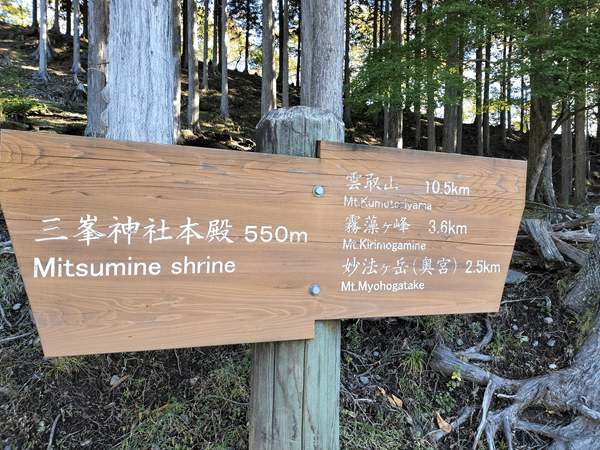 三峯神社本殿 550m
Mitsumine shrine
雲取山 10.5km
Mt.Kumotoriyama
霧藻ヶ峰 3.6km
Mt.Kirimogamine
妙法ヶ岳(奥宮) 2.5km
Mt.Myohogatake